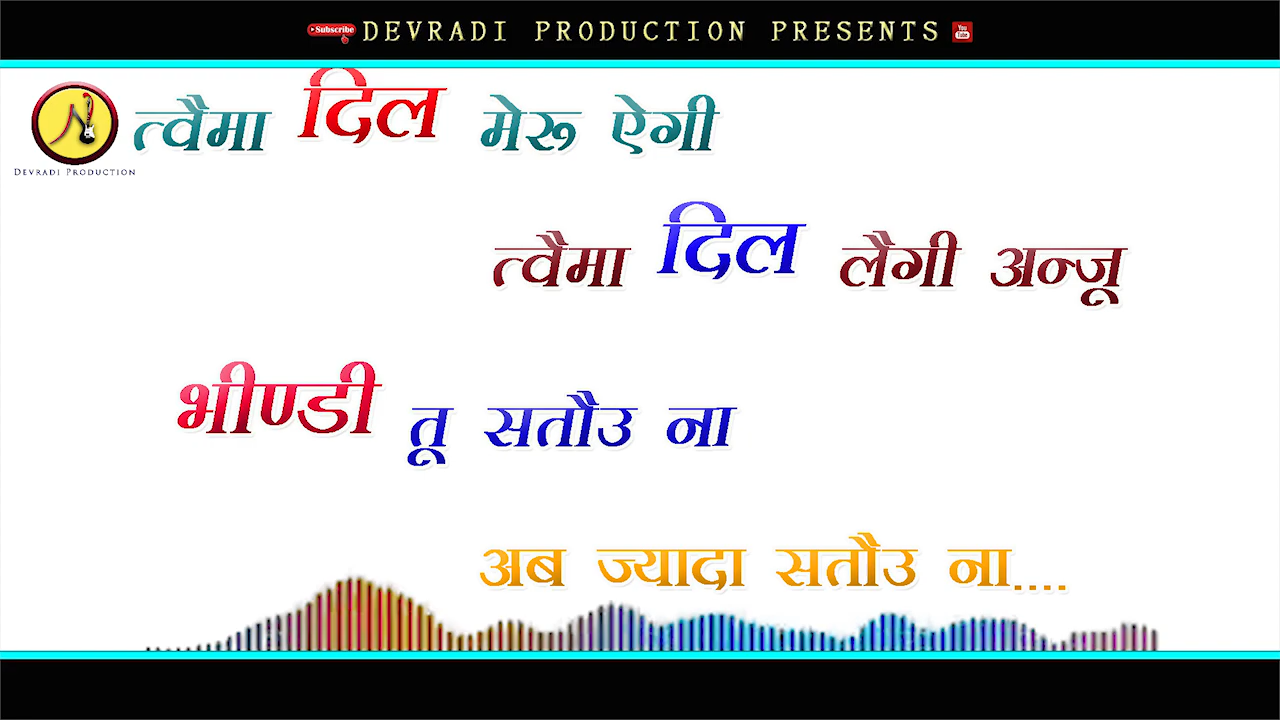 Subscribe DEVRADI PRODUCTION PRESENTS You Tube
N त्वैमा दिल मेरू ऐगी
DEVRADI PRODUCTION
त्वैमा दिल लैगी अन्जू
भीण्डी तू सतौउ ना
अब ज्यादा सतौउ ना....